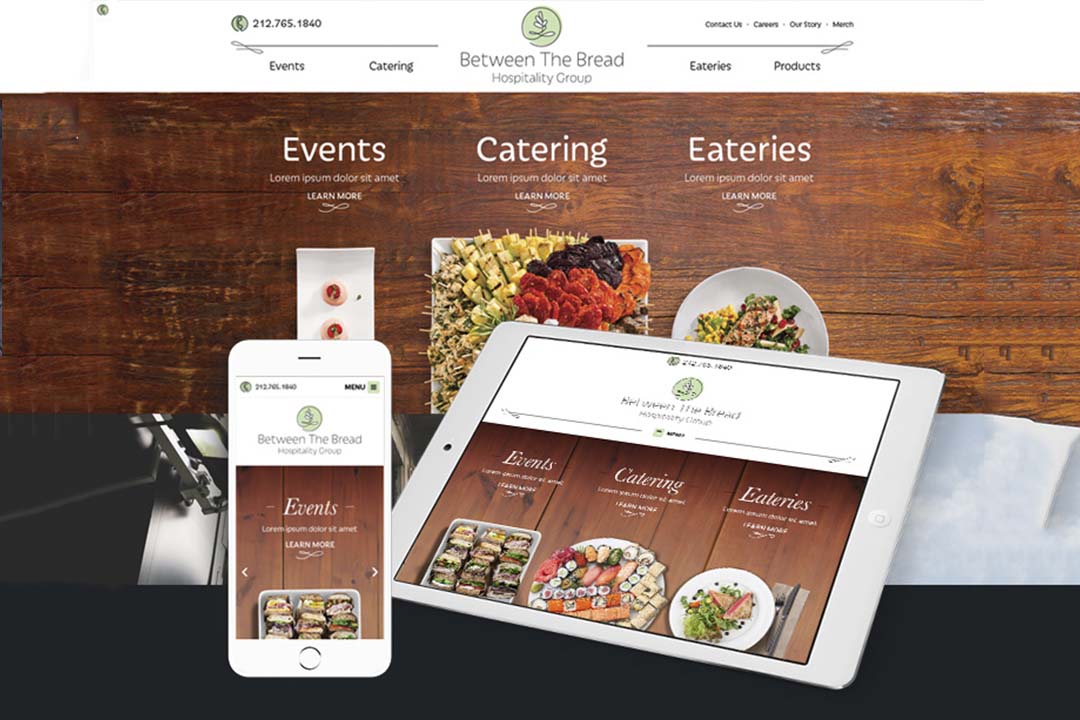 212.765.1840
Contact Us • Careers • Our Story • Merch
Between The Bread
Hospitality Group
Events Catering Eateries Products
Events Catering Eateries
Lorem ipsum dolor sit amet Lorem ipsum dolor sit amet Lorem ipsum dolor sit amet
LEARN MORE LEARN MORE LEARN MORE
212.765.1840 MENU
Between The Bread
Hospitality Group
Events
Lorem ipsum dolor sit amet
LEARN MORE
212.765.1840
Between The Bread
Hospitality Group
MENU
Events
Lorem ipsum dolor sit amet
LEARN MORE
Catering
Lorem ipsum dolor sit amet
LEARN MORE
Eateries
Lorem ipsum dolor sit amet
LEARN MORE